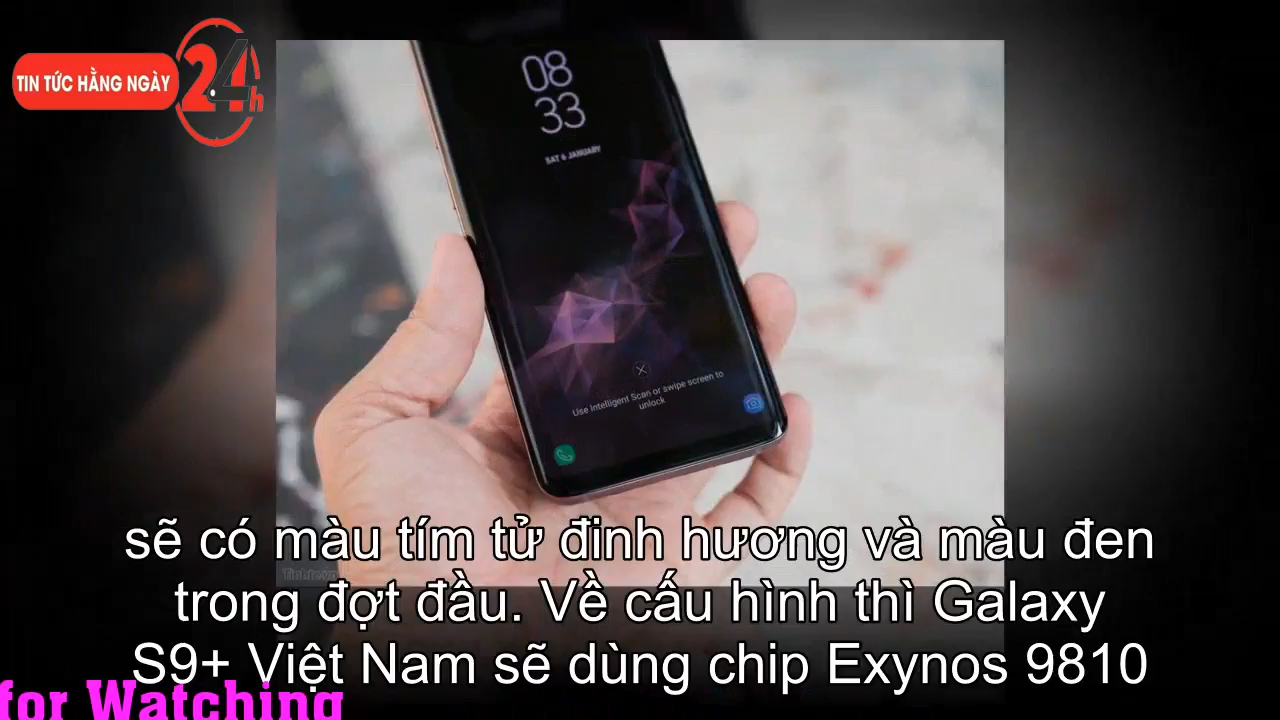 TIN TỨC HẰNG NGÀY
24h
08
33
SAT 6 JANUARY
Use Intelligent Scan or swipe screen to
unlock
sẽ có màu tím tử đinh hương và màu đen
Tinhte.vn
trong đợt đầu. Về cấu hình thì Galaxy
S9+ Việt Nam sẽ dùng chip Exynos 9810
for Watching